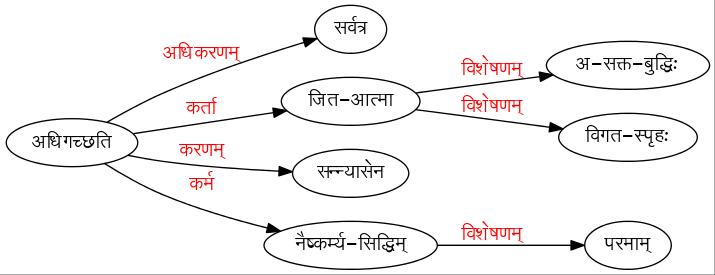 सर्वत्र
अधिकरणम्
अ-सक्त-बुद्धिः
विशेषणम्
जित-आत्मा
कर्ता
विशेषणम्
विगत-स्पृहः
अधिगच्छति
करणम्
सन्न्यासेन
कर्म
विशेषणम्
नैष्कर्म्य-सिद्धिम्
परमाम्